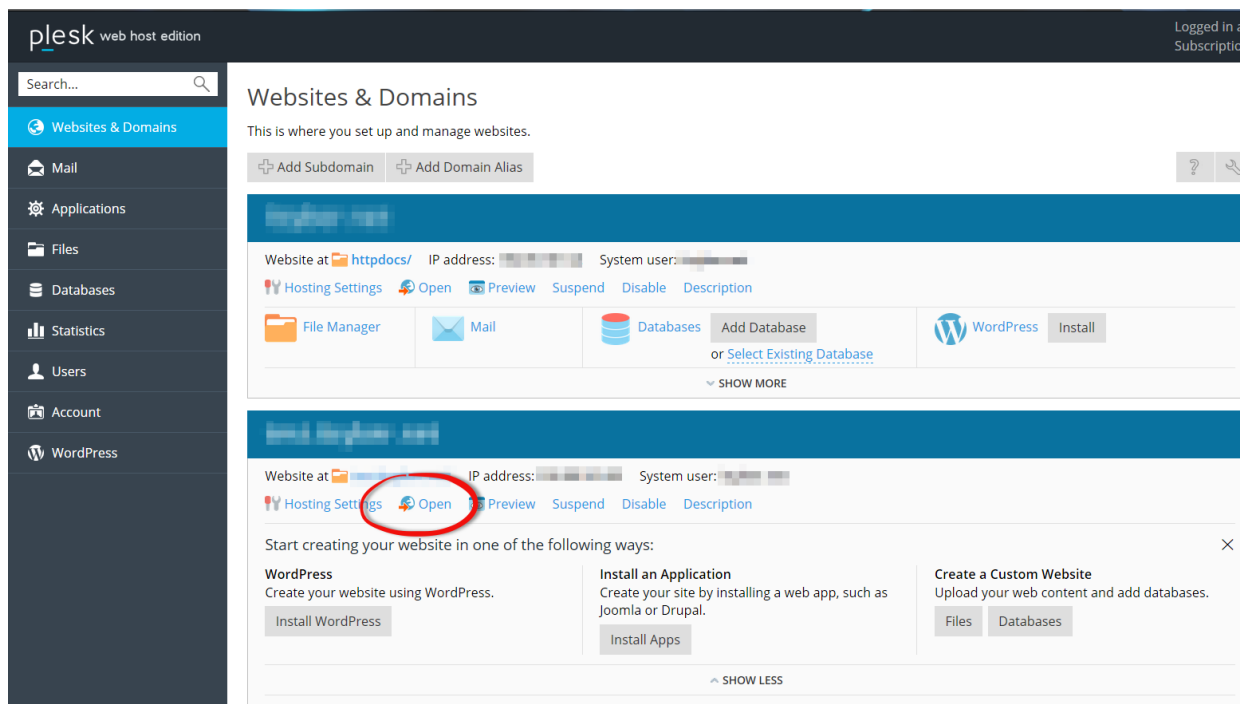 plesk web host edition
Logged in a
Subscriptio
Search...
Websites & Domains
Mail
Applications
Files
Databases
Statistics
Users
Account
WordPress
Websites & Domains
This is where you set up and manage websites.
Add Subdomain Add Domain Alias ?
Website at httpdocs/ IP address: System user:
Hosting Settings Open Preview Suspend Disable Description
File Manager Mail Databases Add Database WordPress Install
or Select Existing Database
SHOW MORE
Website at IP address: System user:
Hosting Settings Open Preview Suspend Disable Description
Start creating your website in one of the following ways:
WordPress
Create your website using WordPress.
Install WordPress
Install an Application
Create your site by installing a web app, such as
Joomla or Drupal.
Install Apps
Create a Custom Website
Upload your web content and add databases.
Files Databases
SHOW LESS